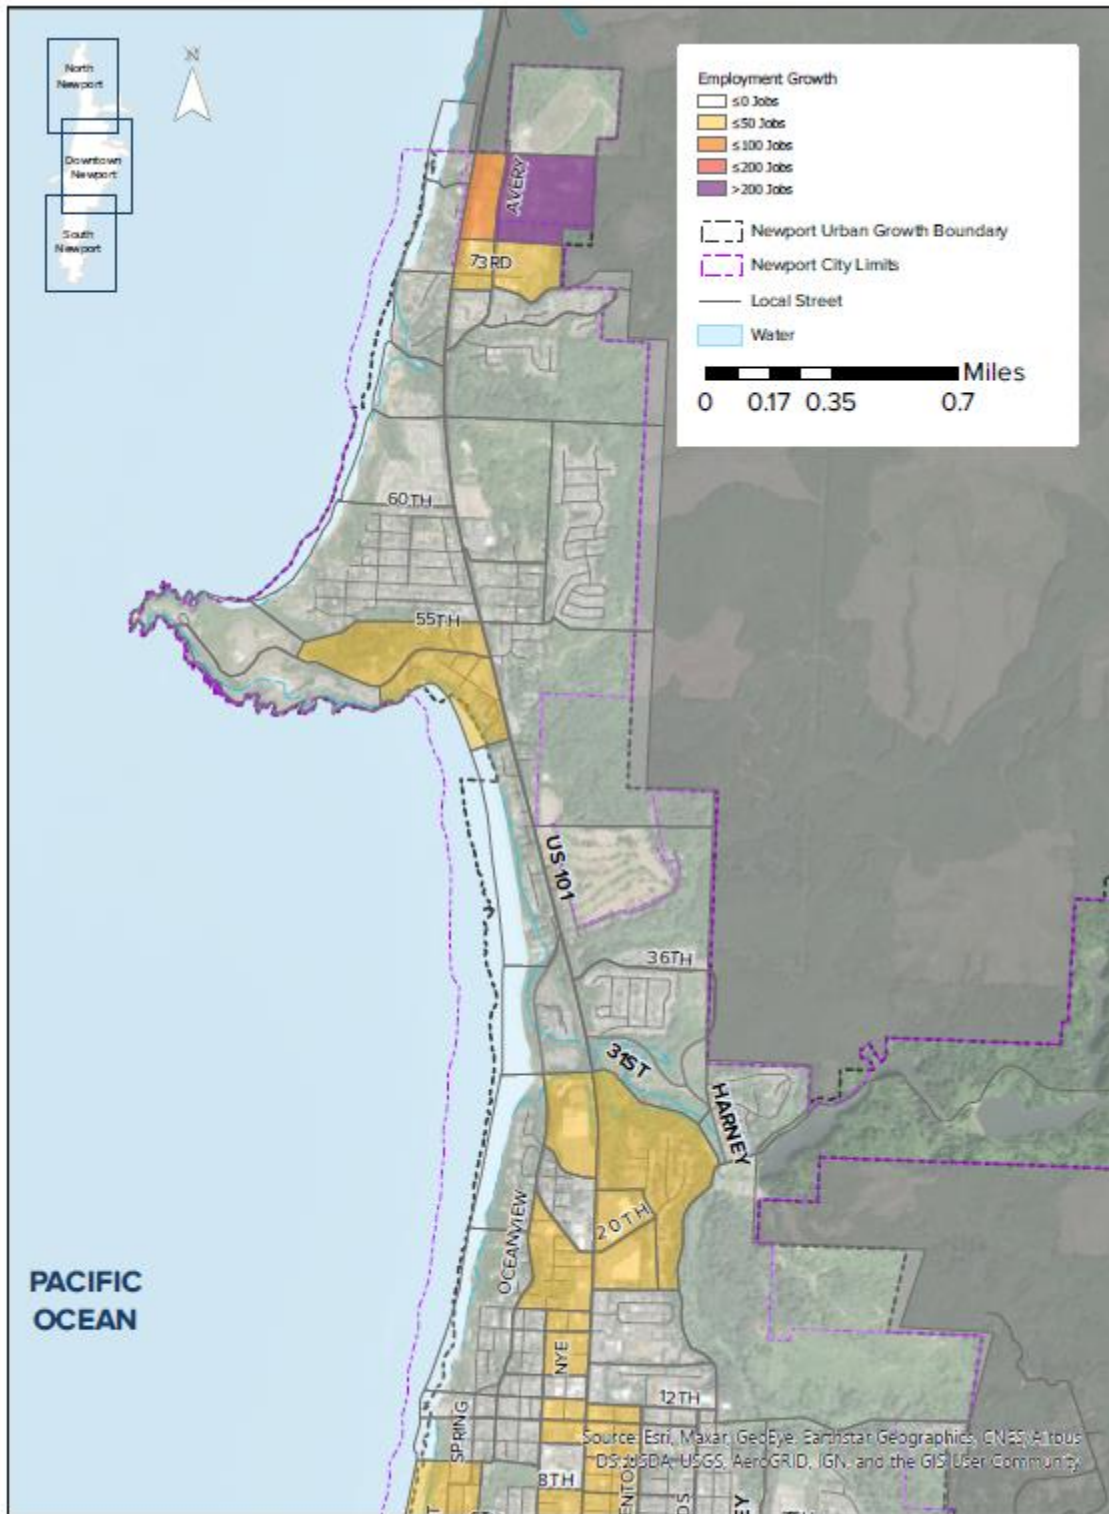 North
Newport
Downtown
Newport
South
Newport
N
Employment Growth
≤0 Jobs
≤50 Jobs
≤100 Jobs
≤200 Jobs
>200 Jobs
Newport Urban Growth Boundary
Newport City Limits
Local Street
Water
Miles
0 0.17 0.35 0.7
AVERY
73RD
60TH
55TH
US 101
36TH
31ST
HARNEY
20TH
OCEANVIEW
PACIFIC
OCEAN
NYE
12TH
SPRING
8TH
Source: Esri, Maxar, GeoEye, Earthstar Geographics, CNES/Airbus
DS, USDA, USGS, AeroGRID, IGN, and the GIS User Community